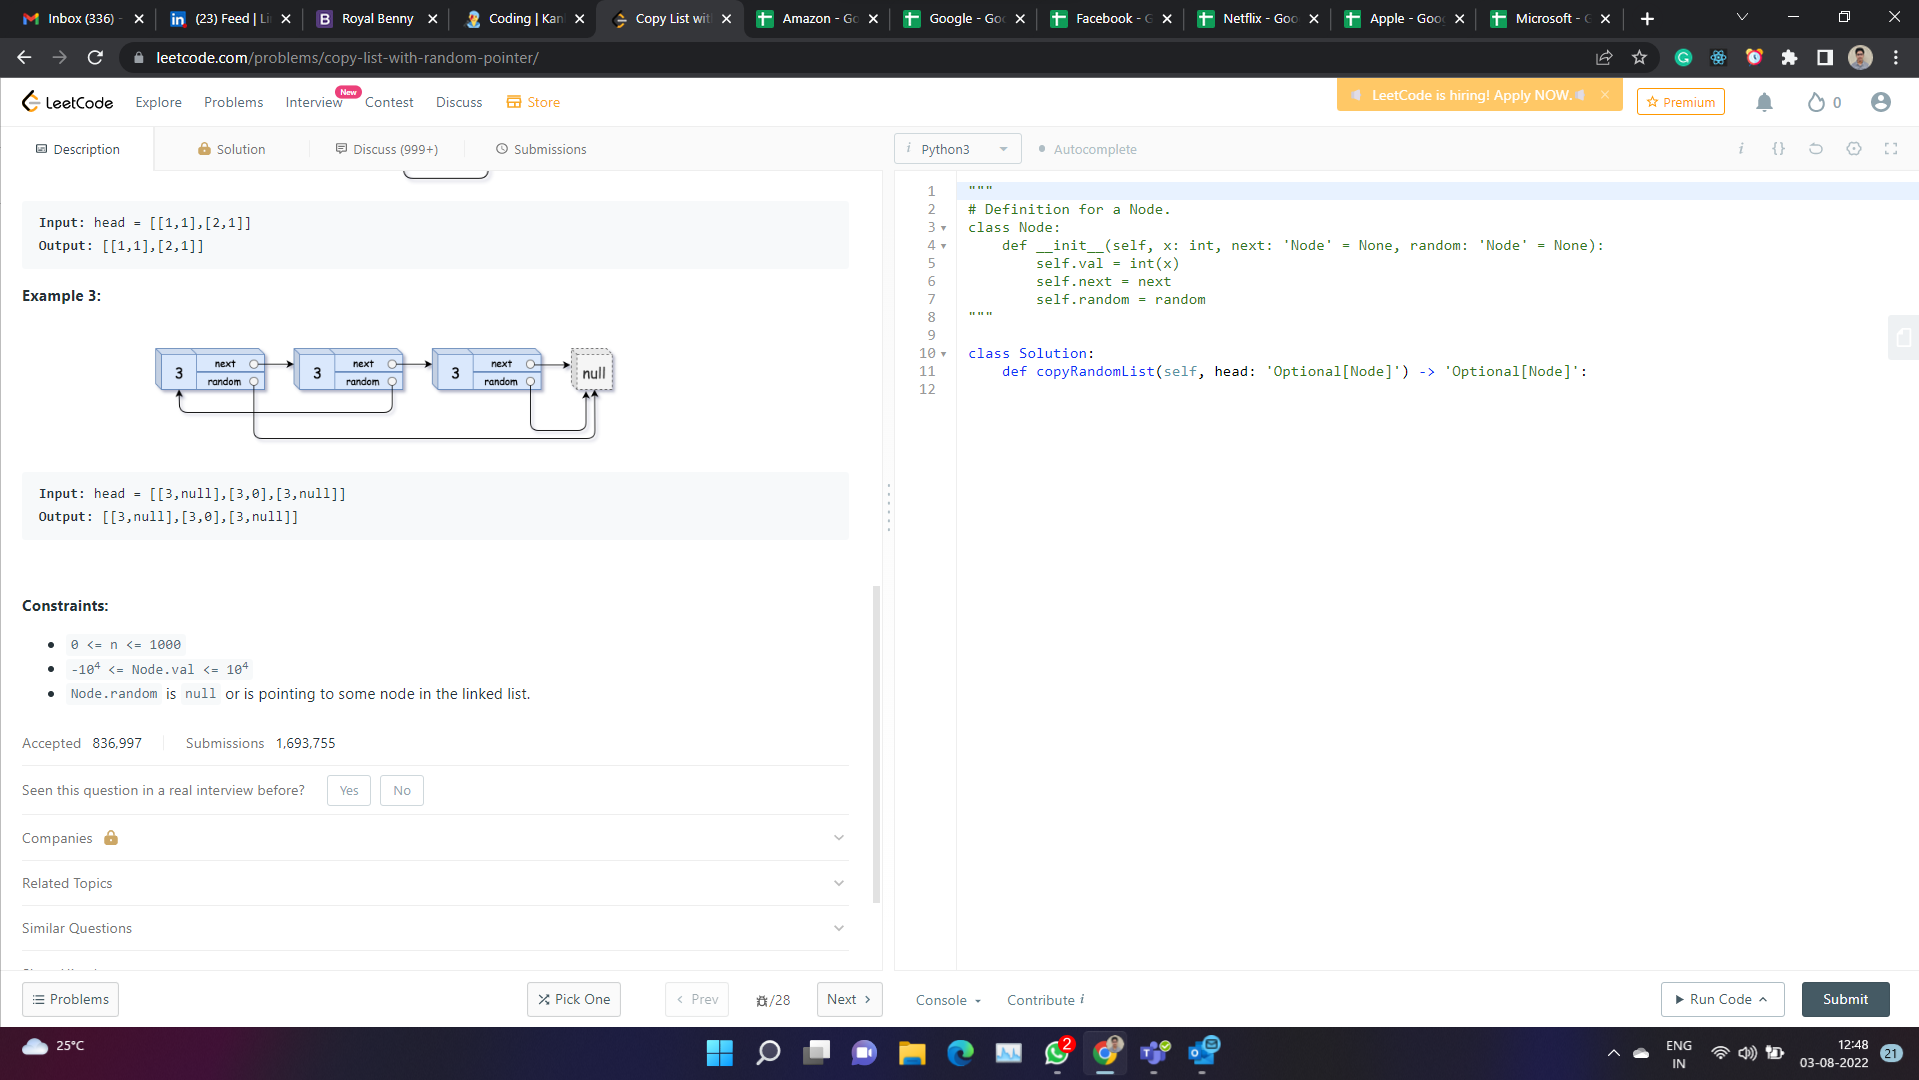 Inbox (336) -
(23) Feed | Li
Royal Benny
Coding | Kan
Copy List wit
Amazon - Go
Google - Goo
Facebook - G
Netflix - Goo
Apple - Goog
Microsoft - G
leetcode.com/problems/copy-list-with-random-pointer/
LeetCode
Explore
Problems
Interview
New
Contest
Discuss
Store
LeetCode is hiring! Apply NOW.
Premium
0
Description
Solution
Discuss (999+)
Submissions
i Python3
Autocomplete
Input: head = [[1,1],[2,1]]
Output: [[1,1],[2,1]]
Example 3:
3 next random
3 next random
3 next random
null
Input: head = [[3,null],[3,0],[3,null]]
Output: [[3,null],[3,0],[3,null]]
Constraints:
0 <= n <= 1000
-10⁴ <= Node.val <= 10⁴
Node.random is null or is pointing to some node in the linked list.
Accepted 836,997
Submissions 1,693,755
Seen this question in a real interview before?
Yes
No
Companies
Related Topics
Similar Questions
1 """
2 # Definition for a Node.
3 class Node:
4 def __init__(self, x: int, next: 'Node' = None, random: 'Node' = None):
5 self.val = int(x)
6 self.next = next
7 self.random = random
8 """
9
10 class Solution:
11 def copyRandomList(self, head: 'Optional[Node]') -> 'Optional[Node]':
12
Problems
Pick One
Prev
/28
Next
Console
Contribute i
Run Code
Submit
25°C
2
ENG
IN
12:48
03-08-2022
21